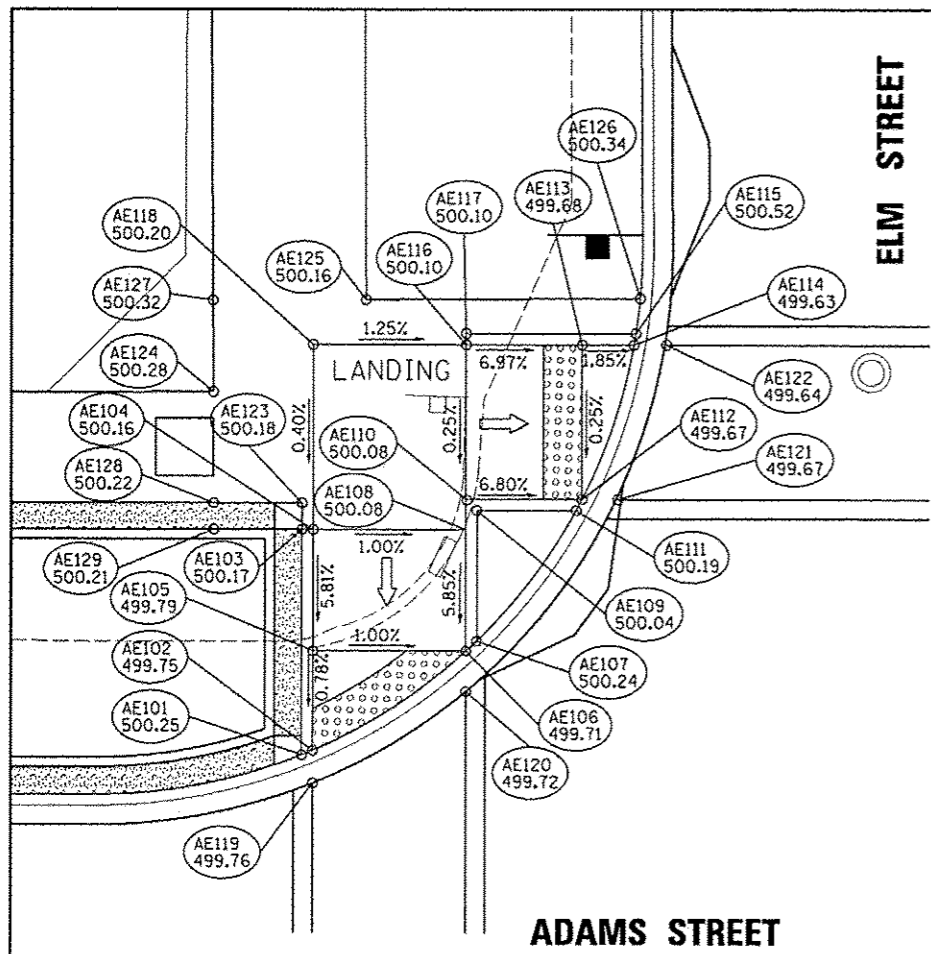 ELM STREET
AE126
500.34
AE113
499.68
AE117
500.10
AE115
500.52
AE118
500.20
AE116
500.10
AE125
500.16
AE127
500.32
AE114
499.63
1.25%
AE124
500.28
LANDING
6.97%
1.85%
AE122
499.64
AE104
500.16
AE123
500.18
0.40%
0.25%
0.25%
AE110
500.08
AE112
499.67
AE121
499.67
AE128
500.22
AE108
500.08
6.80%
1.00%
AE129
500.21
AE103
500.17
AE111
500.19
5.81%
5.85%
AE105
499.79
AE109
500.04
1.00%
AE102
499.75
0.78%
AE107
500.24
AE101
500.25
AE106
499.71
AE120
499.72
AE119
499.76
ADAMS STREET